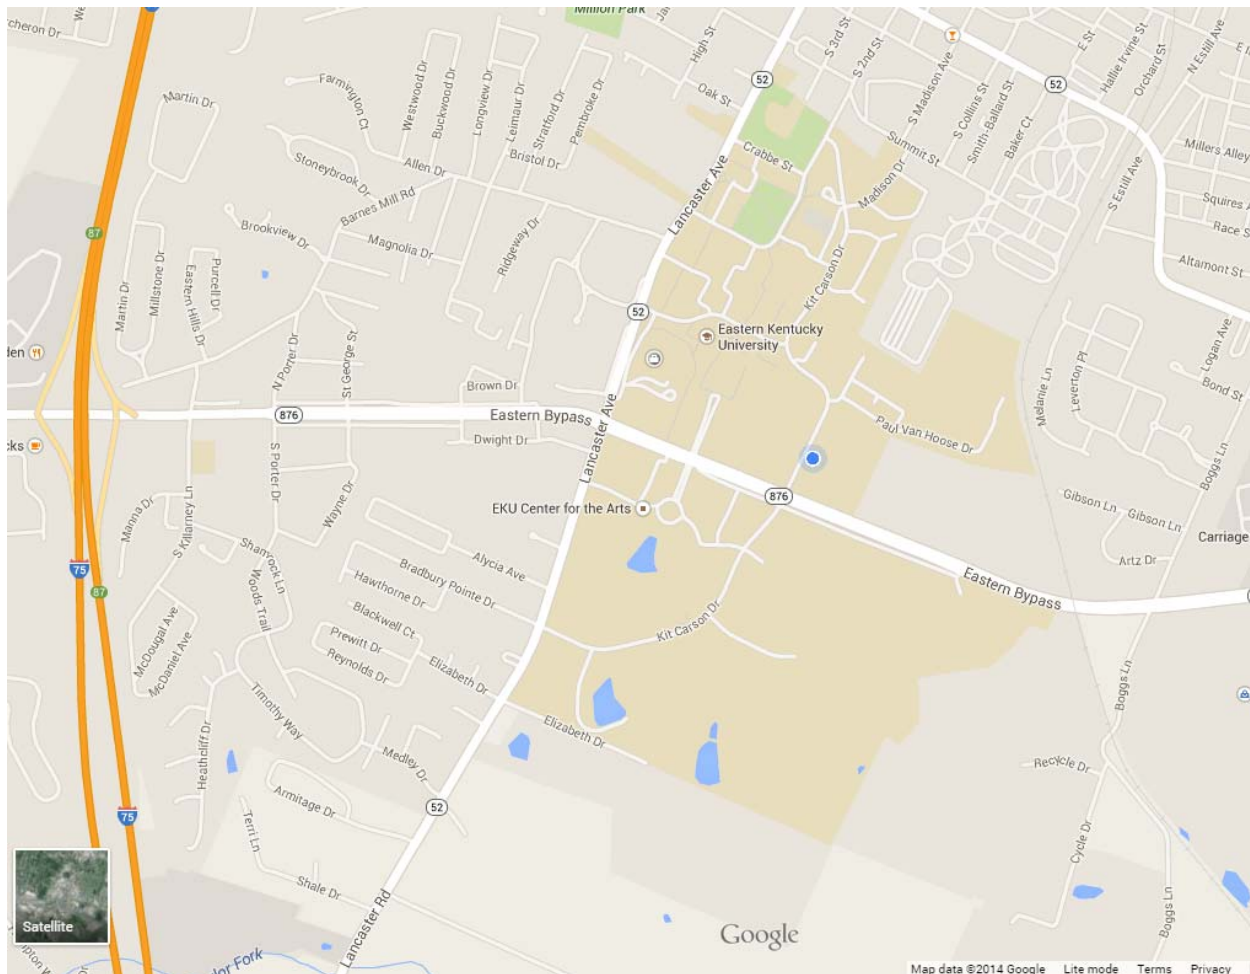 Million Park
Martin Dr
Farmington Ct
Westwood Dr
Buckwood Dr
Longview Dr
Leimaur Dr
Stratford Dr
Pembroke Dr
High St
52
S 3rd St
S 2nd St
S Madison Ave
E St
Hallie Irvine St
Orchard St
N Estill Ave
Oak St
S Collins St
Smith-Ballard St
Baker Ct
52
Stoneybrook Dr
Allen Dr
Bristol Dr
Crabbe St
Summit St
Millers Alley
Barnes Mill Rd
Lancaster Ave
Madison Dr
S Estill Ave
Squires
Race S
Brookview Dr
Magnolia Dr
Ridgeway Dr
87
Altamont St
Purcell Dr
Eastern Hills Dr
Millstone Dr
Martin Dr
Kit Carson Dr
52
Eastern Kentucky
University
Logan Ave
Leverton Pl
Bond St
Melanie Ln
N Porter Dr
St George St
Brown Dr
876
Eastern Bypass
Lancaster Ave
Dwight Dr
Paul Van Hoose Dr
Boggs Ln
S Porter Dr
Wayne Dr
876
Manna Dr
S Killarney Ln
EKU Center for the Arts
Gibson Ln
Gibson Ln
Carriage
Artz Dr
Shamrock Ln
Woods Trail
Alycia Ave
Bradbury Pointe Dr
Hawthorne Dr
Eastern Bypass
75
87
Blackwell Ct
Prewitt Dr
Reynolds Dr
Elizabeth Dr
Kit Carson Dr
McDougal Ave
McDaniel Ave
Boggs Ln
Timothy Way
Heathcliff Dr
Medley Dr
Elizabeth Dr
Recycle Dr
Armitage Dr
52
75
Terri Ln
Cycle Dr
Shale Dr
Lancaster Rd
Boggs Ln
Satellite
Google
Fork
Map data ©2014 Google Lite mode Terms Privacy